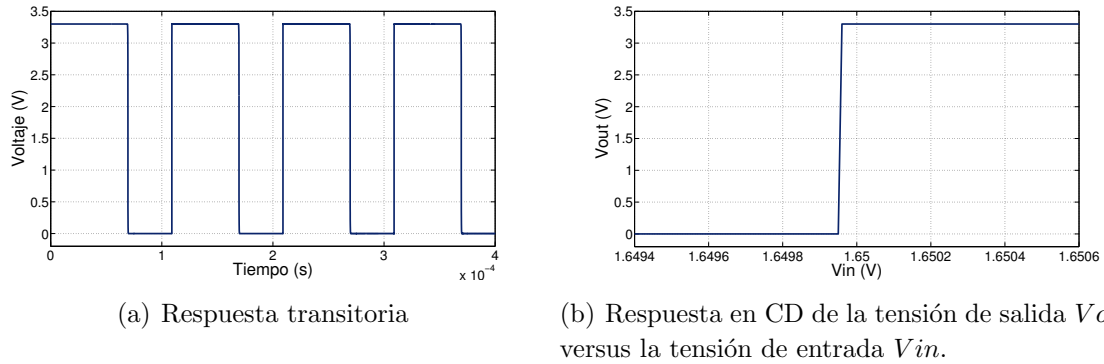 3.5
3
2.5
2
1.5
1
0.5
0
Voltaje (V)
0 1 2 3 4
Tiempo (s)
x 10⁻⁴
(a) Respuesta transitoria
3.5
3
2.5
2
1.5
1
0.5
0
Vout (V)
1.6494 1.6496 1.6498 1.65 1.6502 1.6504 1.6506
Vin (V)
(b) Respuesta en CD de la tensión de salida
versus la tensión de entrada Vin.